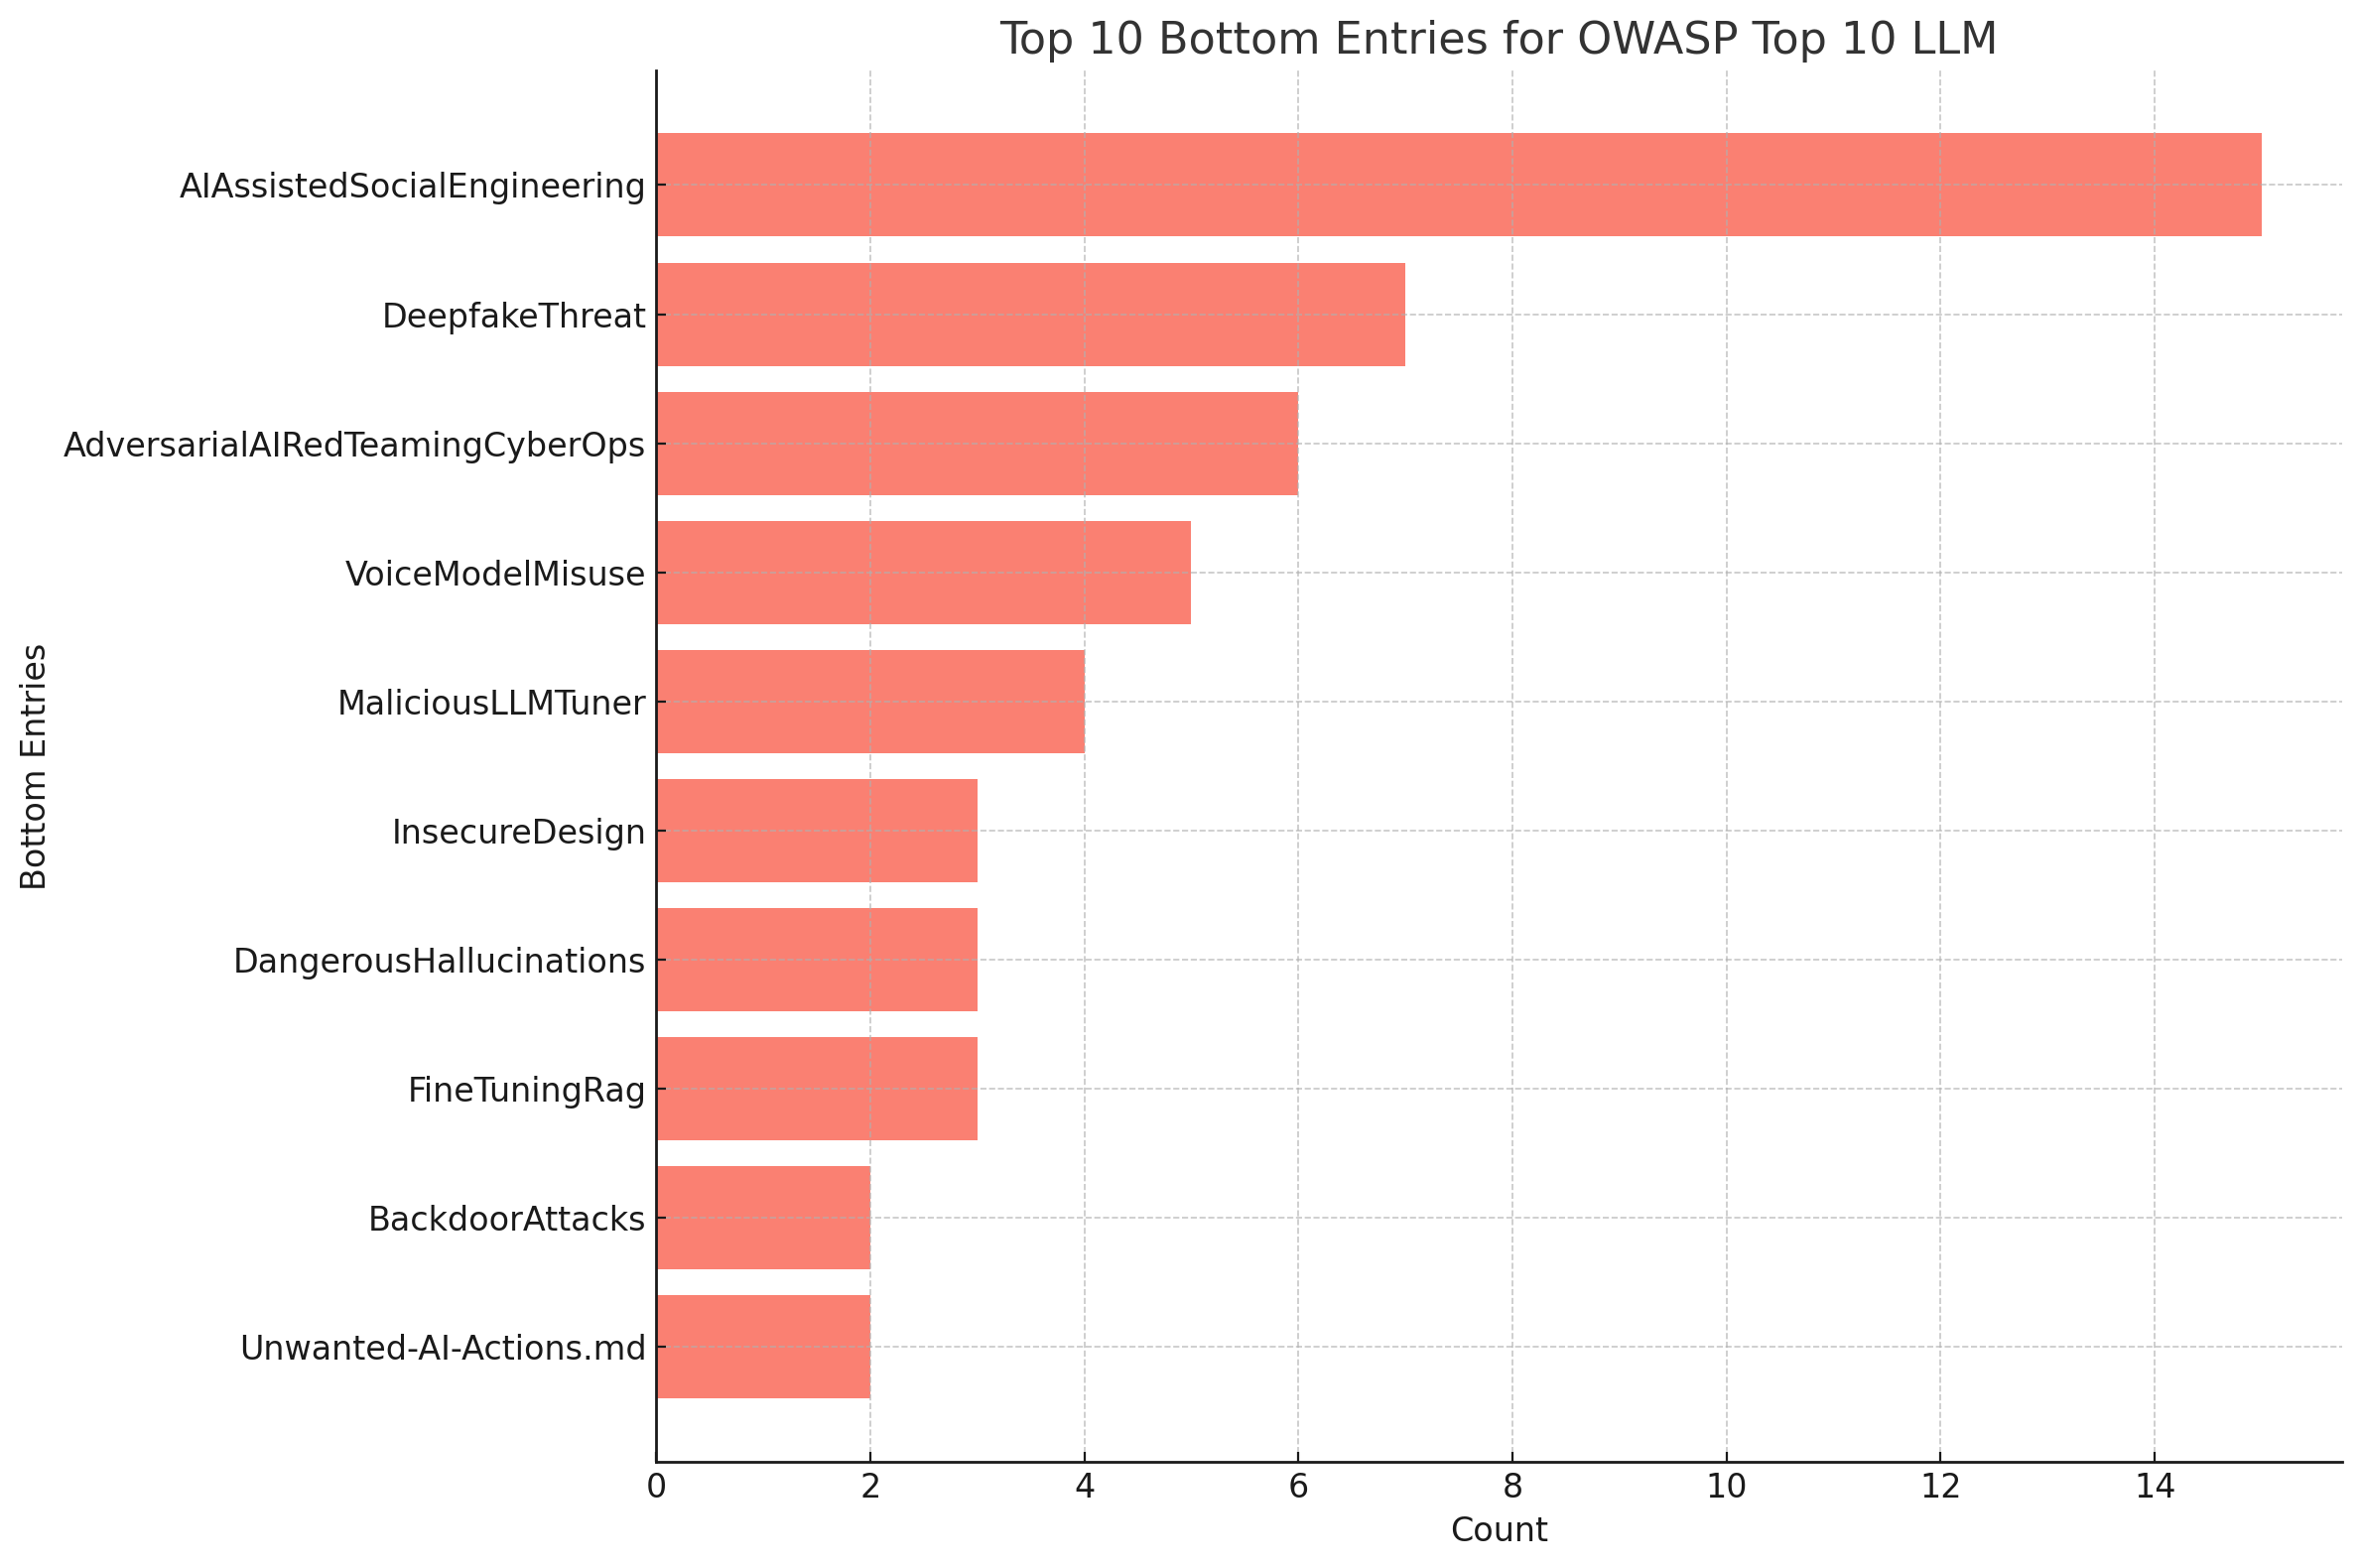 Top 10 Bottom Entries for OWASP Top 10 LLM
AIAssistedSocialEngineering
DeepfakeThreat
AdversarialAIRedTeamingCyberOps
VoiceModelMisuse
MaliciousLLMTuner
InsecureDesign
DangerousHallucinations
FineTuningRag
BackdoorAttacks
Unwanted-AI-Actions.md
Bottom Entries
0 2 4 6 8 10 12 14
Count